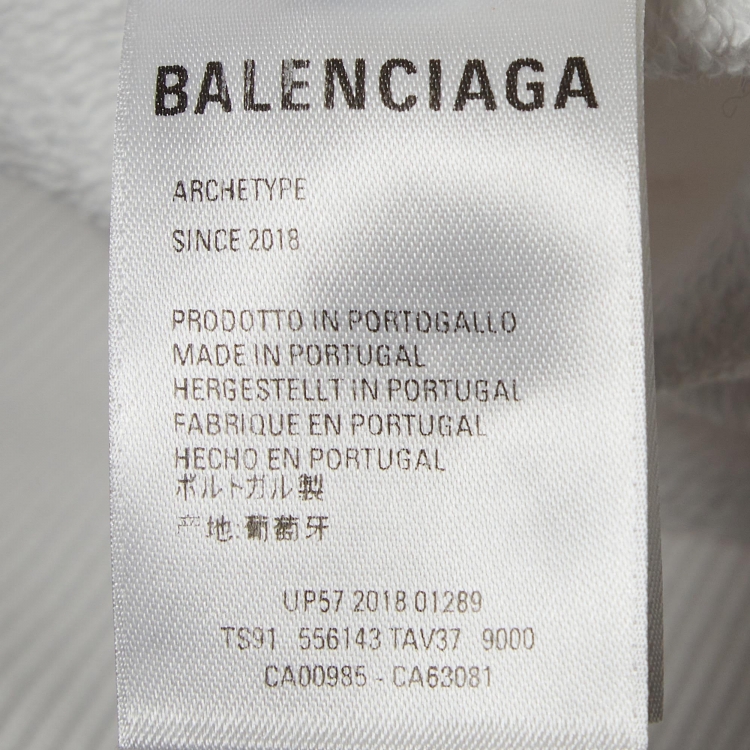 BALENCIAGA
ARCHETYPE
SINCE 2018
PRODOTTO IN PORTOGALLO
MADE IN PORTUGAL
HERGESTELLT IN PORTUGAL
FABRIQUE EN PORTUGAL
HECHO EN PORTUGAL
ポルトガル製
产地:葡萄牙
UP57 2018 01289
TS91 556143 TAV37 9000
CA00985 - CA63081